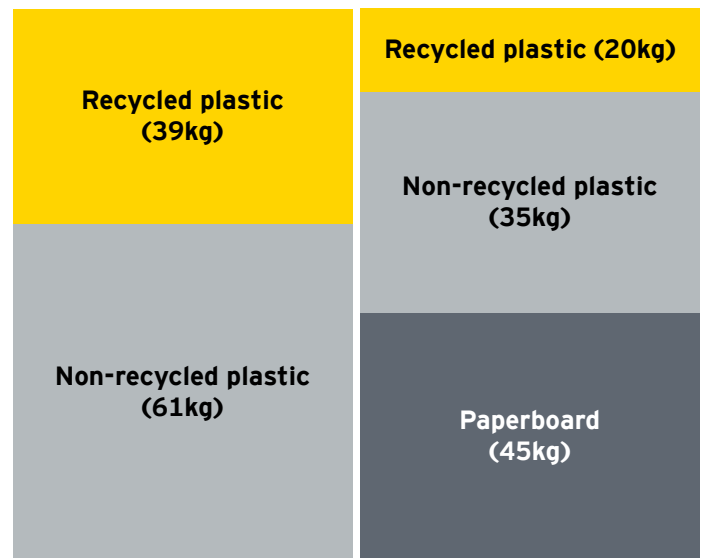 Recycled plastic
(39kg)
Non-recycled plastic
(61kg)
Recycled plastic (20kg)
Non-recycled plastic
(35kg)
Paperboard
(45kg)